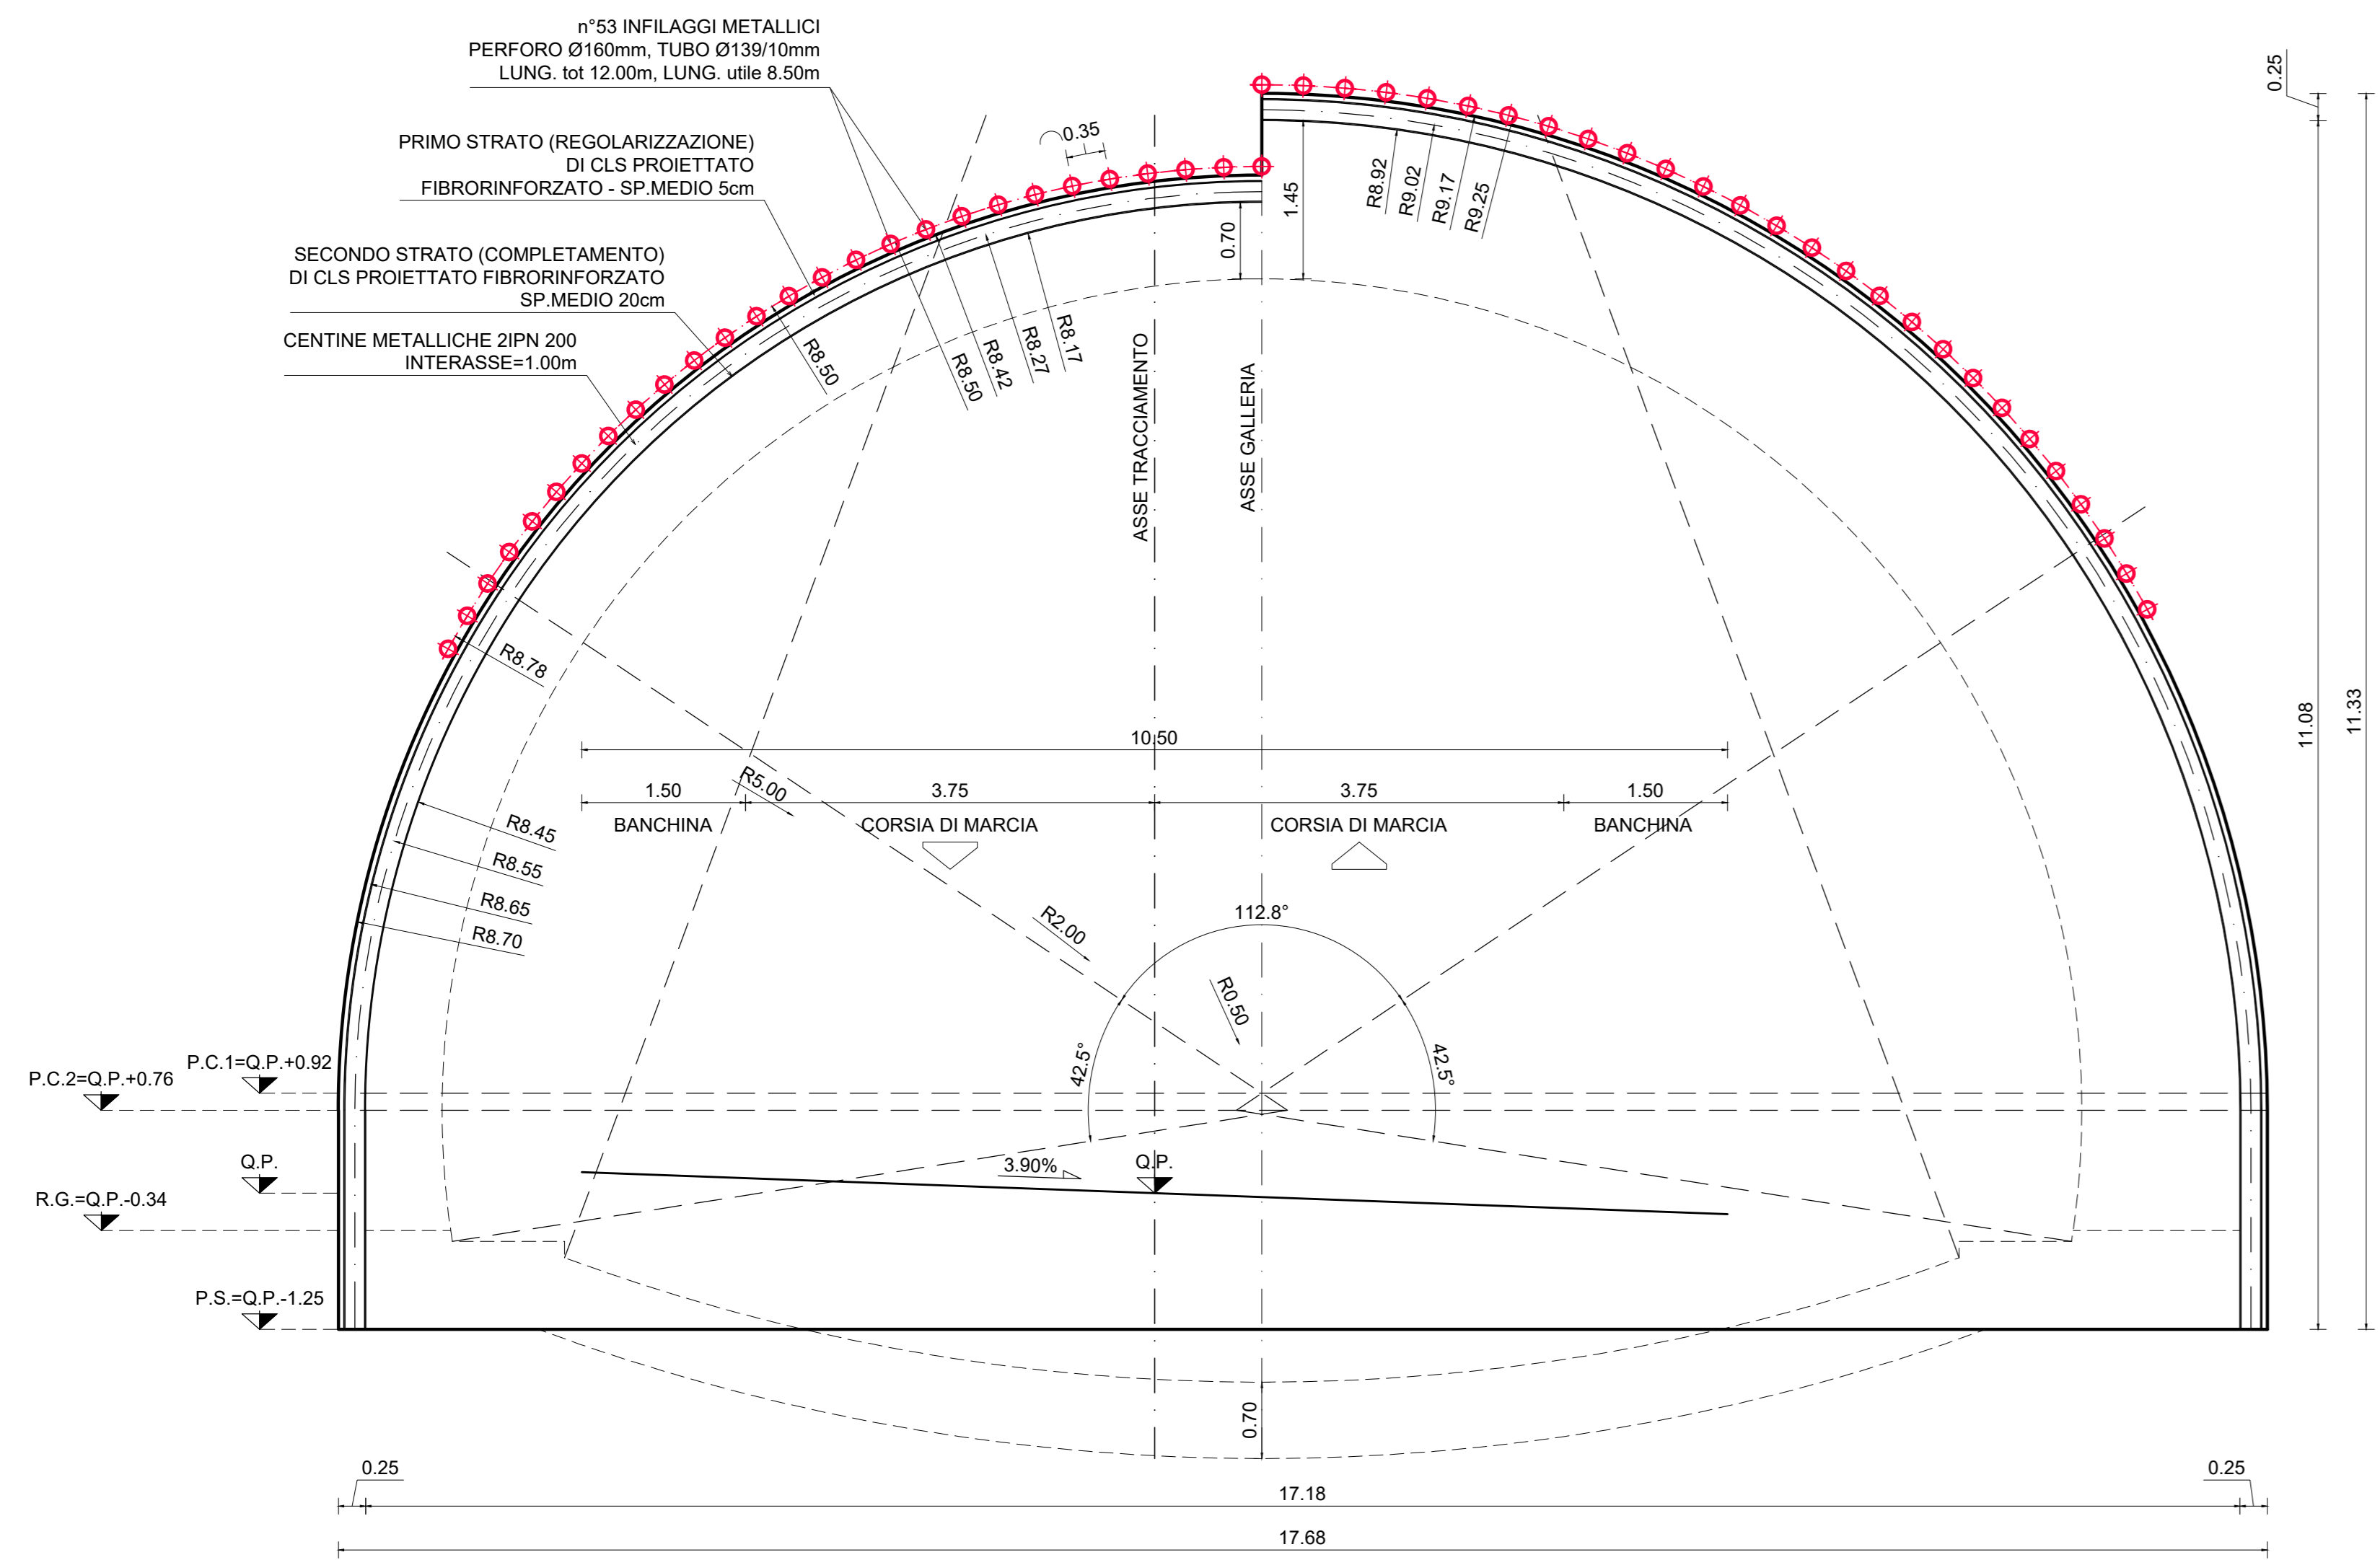 n°53 INFILAGGI METALLICI
PERFORO Ø160mm, TUBO Ø139/10mm
LUNG. tot 12.00m, LUNG. utile 8.50m
PRIMO STRATO (REGOLARIZZAZIONE)
DI CLS PROIETTATO
FIBRORINFORZATO - SP.MEDIO 5cm
SECONDO STRATO (COMPLETAMENTO)
DI CLS PROIETTATO FIBRORINFORZATO
SP.MEDIO 20cm
CENTINE METALLICHE 2IPN 200
INTERASSE=1.00m
0.35
0.25
1.45
0.70
R8.92
R9.02
R9.17
R9.25
R8.50
R8.50
R8.42
R8.27
R8.17
ASSE TRACCIAMENTO
ASSE GALLERIA
R8.78
11.08
11.33
10.50
R5.00
1.50
3.75
3.75
1.50
BANCHINA
CORSIA DI MARCIA
CORSIA DI MARCIA
BANCHINA
R8.45
R8.55
R8.65
R8.70
R2.00
112.8°
R0.50
42.5°
42.5°
P.C.1=Q.P.+0.92
P.C.2=Q.P.+0.76
Q.P.
3.90%
Q.P.
R.G.=Q.P.-0.34
P.S.=Q.P.-1.25
0.70
0.25
17.18
0.25
17.68